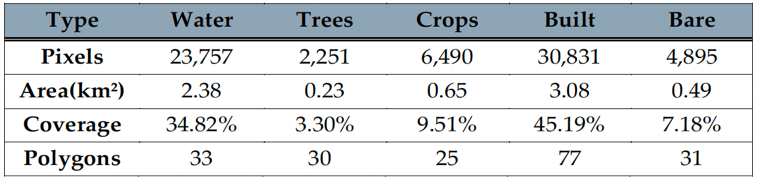 Type Water Trees Crops Built Bare
Pixels 23,757 2,251 6,490 30,831 4,895
Area(km²) 2.38 0.23 0.65 3.08 0.49
Coverage 34.82% 3.30% 9.51% 45.19% 7.18%
Polygons 33 30 25 77 31